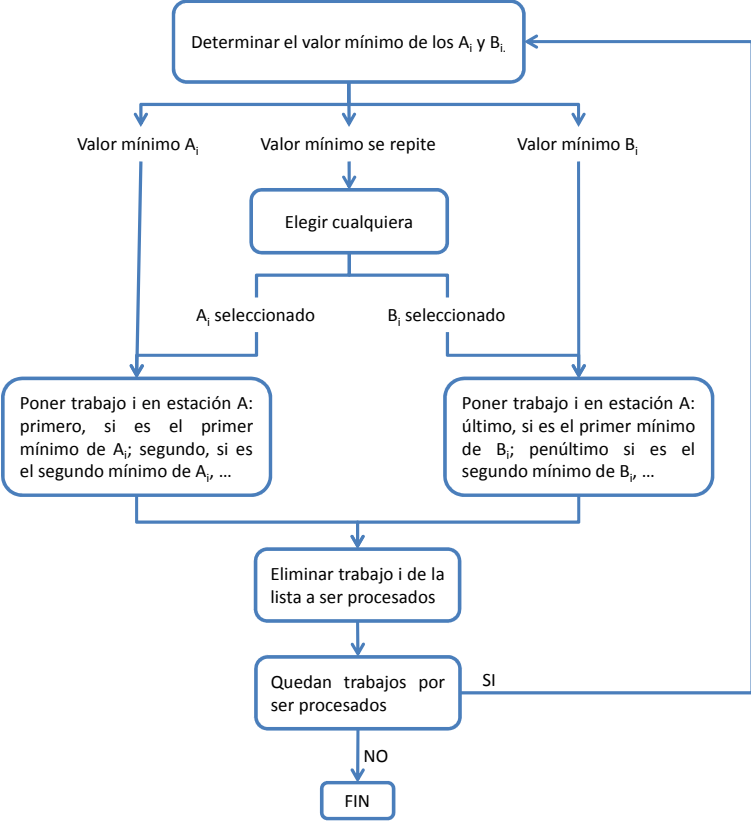 Determinar el valor mínimo de los Ai y Bi.
Valor mínimo Ai
Valor mínimo se repite
Valor mínimo Bi
Elegir cualquiera
Ai seleccionado
Bi seleccionado
Poner trabajo i en estación A:
primero, si es el primer
mínimo de Ai; segundo, si es
el segundo mínimo de Ai, ...
Poner trabajo i en estación A:
último, si es el primer mínimo
de Bi; penúltimo si es el
segundo mínimo de Bi, ...
Eliminar trabajo i de la
lista a ser procesados
Quedan trabajos por
ser procesados
SI
NO
FIN